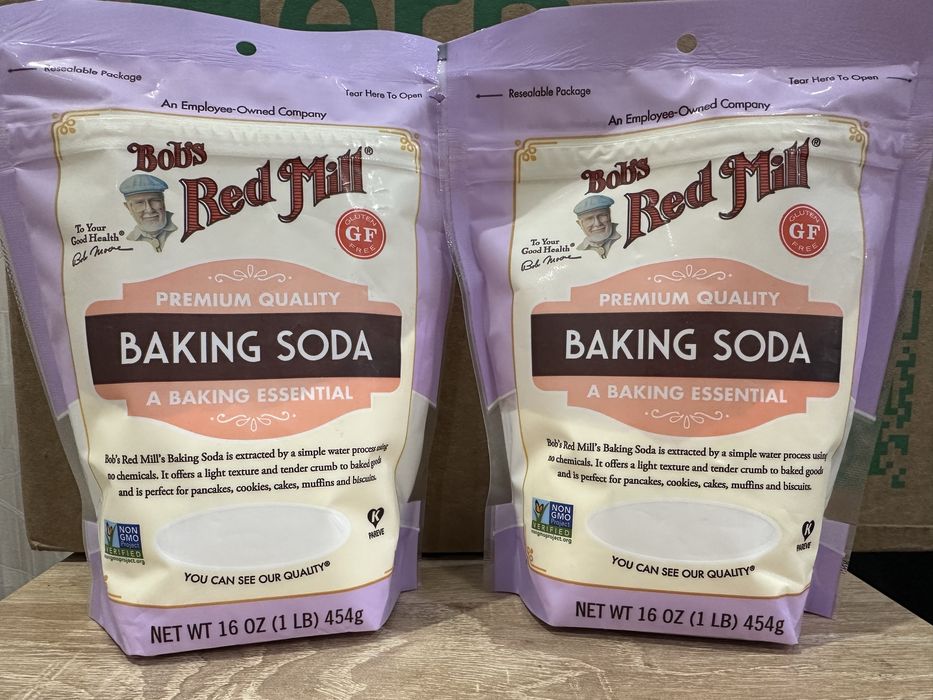 Resealable Package
Tear Here To Open
An Employee-Owned Company
Bob's
Red Mill®
To Your
Good Health®
Bob Moore
GLUTEN
GF
FREE
PREMIUM QUALITY
BAKING SODA
A BAKING ESSENTIAL
Bob's Red Mill's Baking Soda is extracted by a simple water process using
no chemicals. It offers a light texture and tender crumb to baked goods
and is perfect for pancakes, cookies, cakes, muffins and biscuits.
NON
GMO
Project
VERIFIED
nongmoproject.org
K
PAREVE
YOU CAN SEE OUR QUALITY®
NET WT 16 OZ (1 LB) 454g
Resealable Package
Tear Here To Open
An Employee-Owned Company
Bob's
Red Mill®
To Your
Good Health®
Bob Moore
GLUTEN
GF
FREE
PREMIUM QUALITY
BAKING SODA
A BAKING ESSENTIAL
Bob's Red Mill's Baking Soda is extracted by a simple water process using
no chemicals. It offers a light texture and tender crumb to baked goods
and is perfect for pancakes, cookies, cakes, muffins and biscuits.
NON
GMO
Project
VERIFIED
nongmoproject.org
K
PAREVE
YOU CAN SEE OUR QUALITY®
NET WT 16 OZ (1 LB) 454g